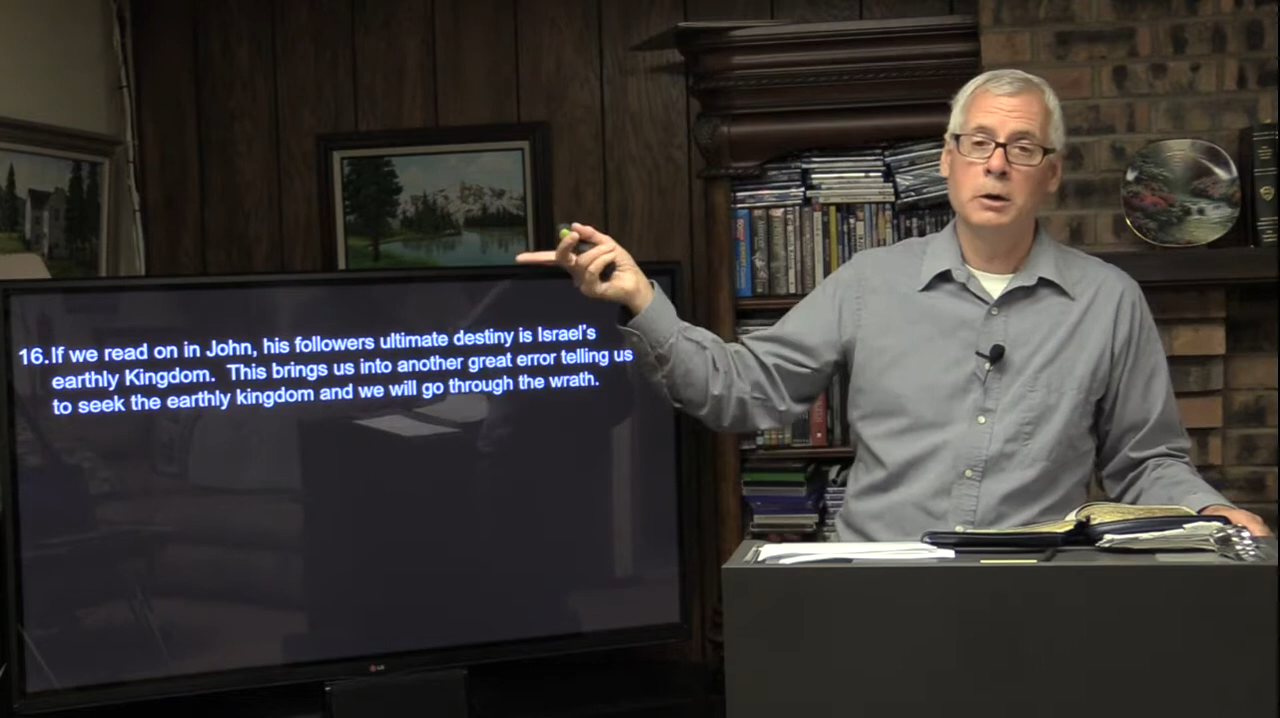 16. If we read on in John, his followers ultimate destiny is Israel's
earthly Kingdom. This brings us into another great error telling us
to seek the earthly kingdom and we will go through the wrath.
LG